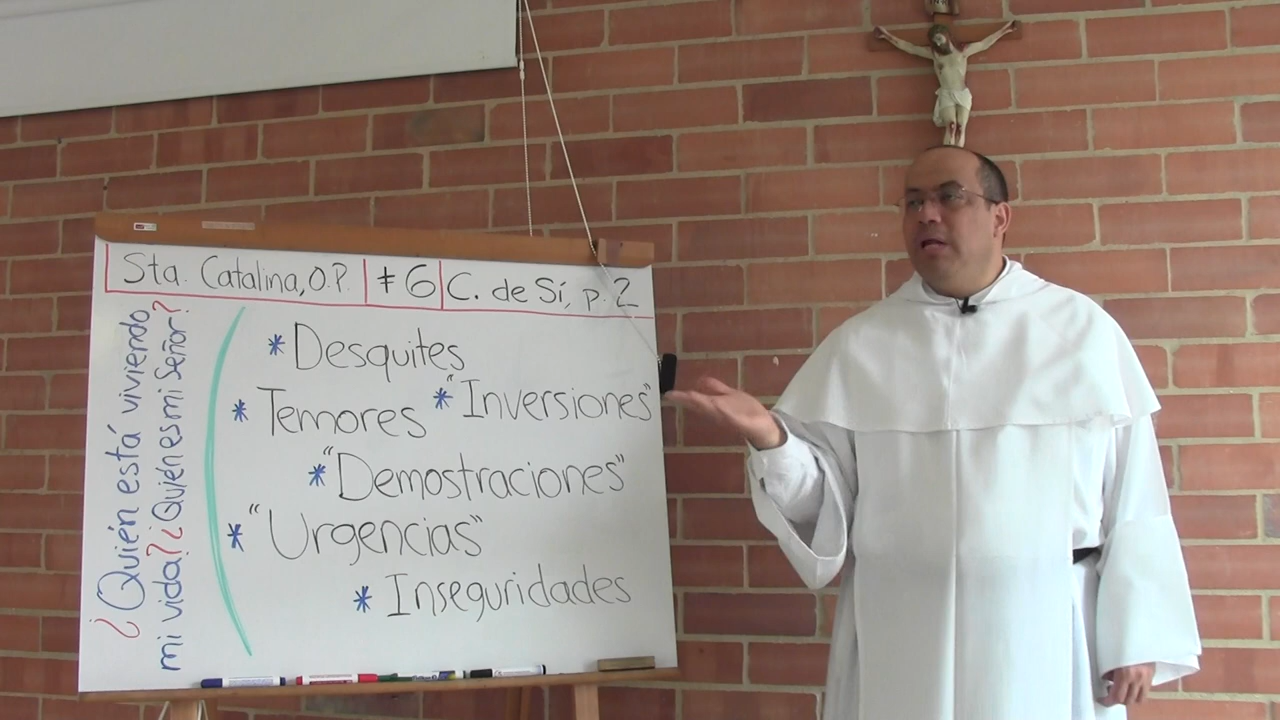 Sta. Catalina, O.P. # 6 C. de Sí, p. 2
¿Quién está viviendo
mi vida? ¿Quién es mi Señor?
* Desquites
* Temores * "Inversiones"
* "Demostraciones"
* "Urgencias"
* Inseguridades